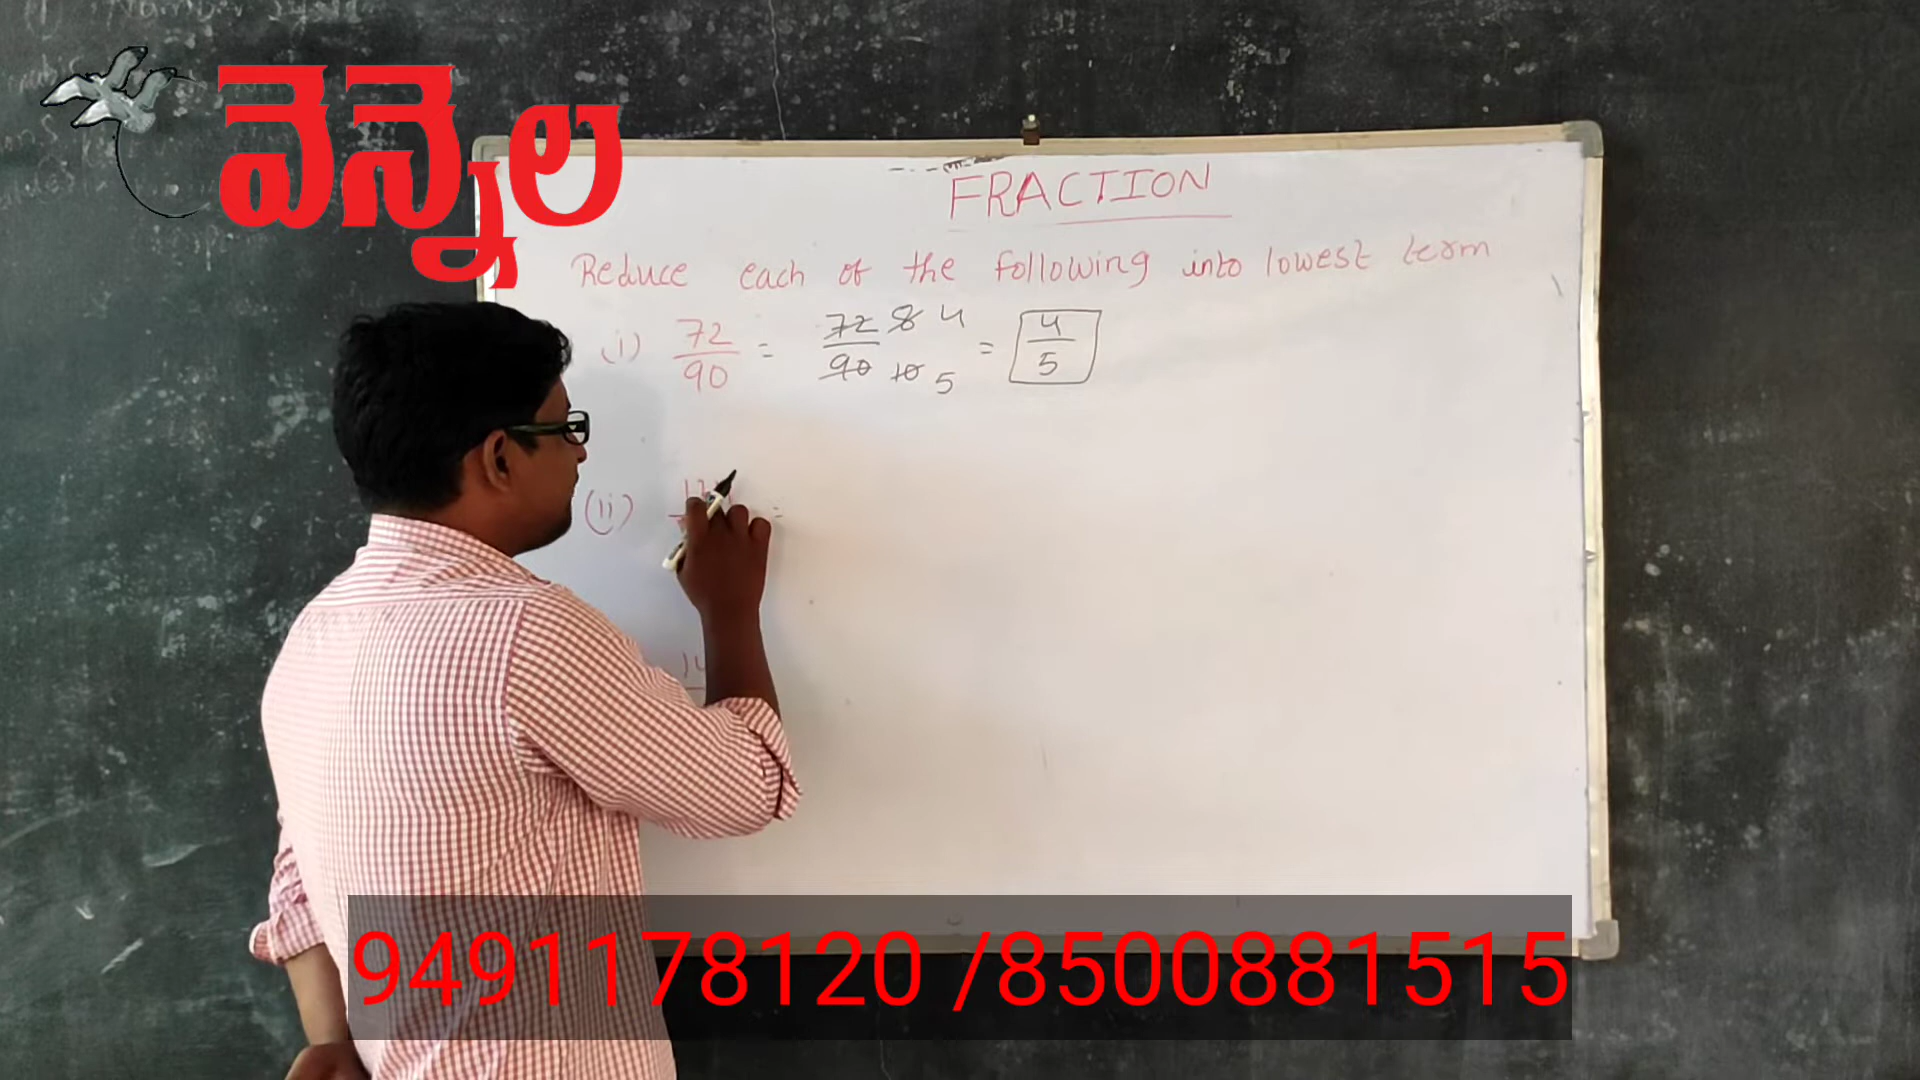 వెన్నెల
FRACTION
Reduce each of the following into lowest term
(i) 72/90 = 72/90 8/10 4/5 = 4/5
(ii) =
14
9491178120 /8500881515